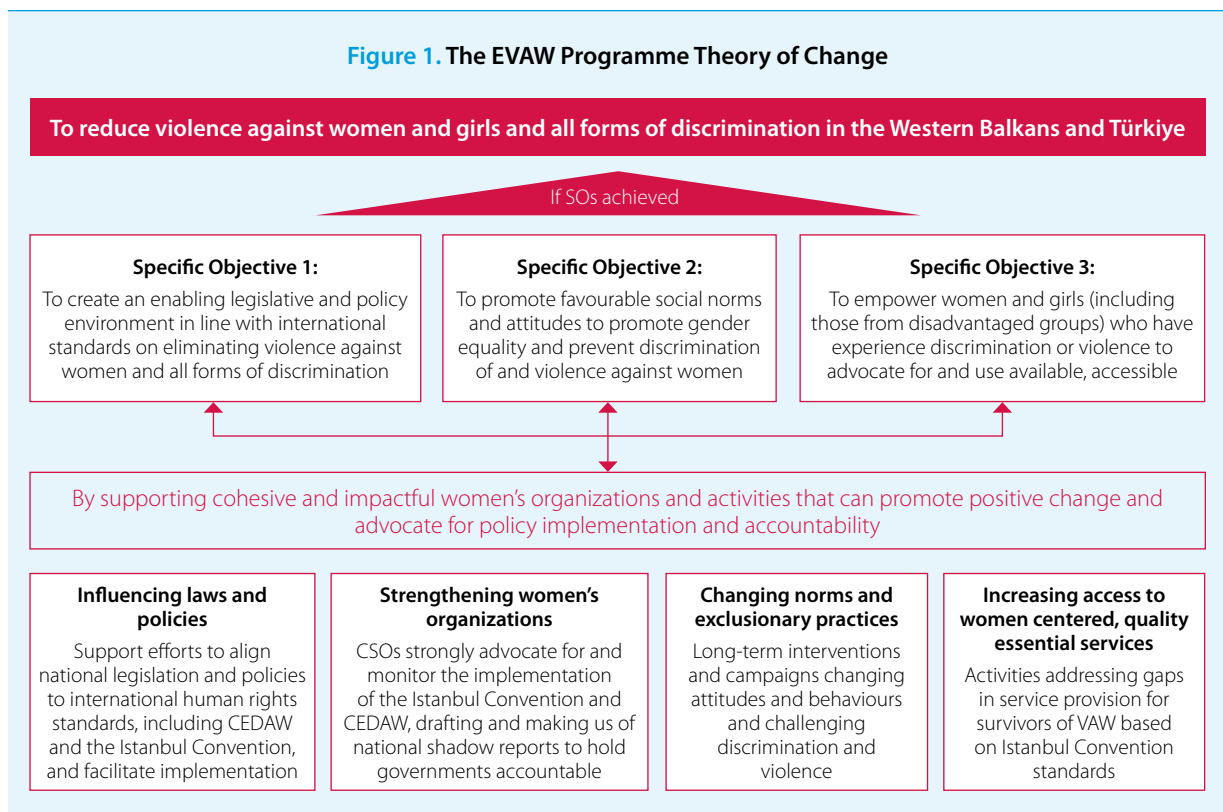 Figure 1. The EVAW Programme Theory of Change
To reduce violence against women and girls and all forms of discrimination in the Western Balkans and Türkiye
If SOs achieved
Specific Objective 1:
To create an enabling legislative and policy
environment in line with international
standards on eliminating violence against
women and all forms of discrimination
Specific Objective 2:
To promote favourable social norms
and attitudes to promote gender
equality and prevent discrimination
of and violence against women
Specific Objective 3:
To empower women and girls (including
those from disadvantaged groups) who have
experience discrimination or violence to
advocate for and use available, accessible
By supporting cohesive and impactful women’s organizations and activities that can promote positive change and
advocate for policy implementation and accountability
Influencing laws and
policies
Support efforts to align
national legislation and policies
to international human rights
standards, including CEDAW
and the Istanbul Convention,
and facilitate implementation
Strengthening women’s
organizations
CSOs strongly advocate for and
monitor the implementation
of the Istanbul Convention and
CEDAW, drafting and making us of
national shadow reports to hold
governments accountable
Changing norms and
exclusionary practices
Long-term interventions
and campaigns changing
attitudes and behaviours
and challenging
discrimination and
violence
Increasing access to
women centered, quality
essential services
Activities addressing gaps
in service provision for
survivors of VAW based
on Istanbul Convention
standards